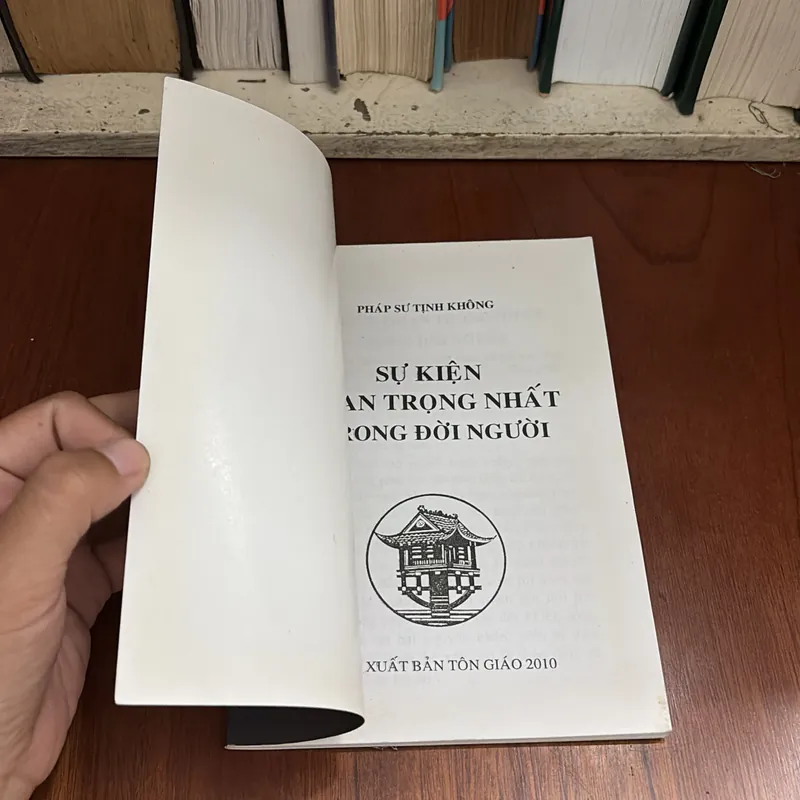 PHÁP SƯ TỊNH KHÔNG
SỰ KIỆN
AN TRỌNG NHẤT
RONG ĐỜI NGƯỜI
XUẤT BẢN TÔN GIÁO 2010